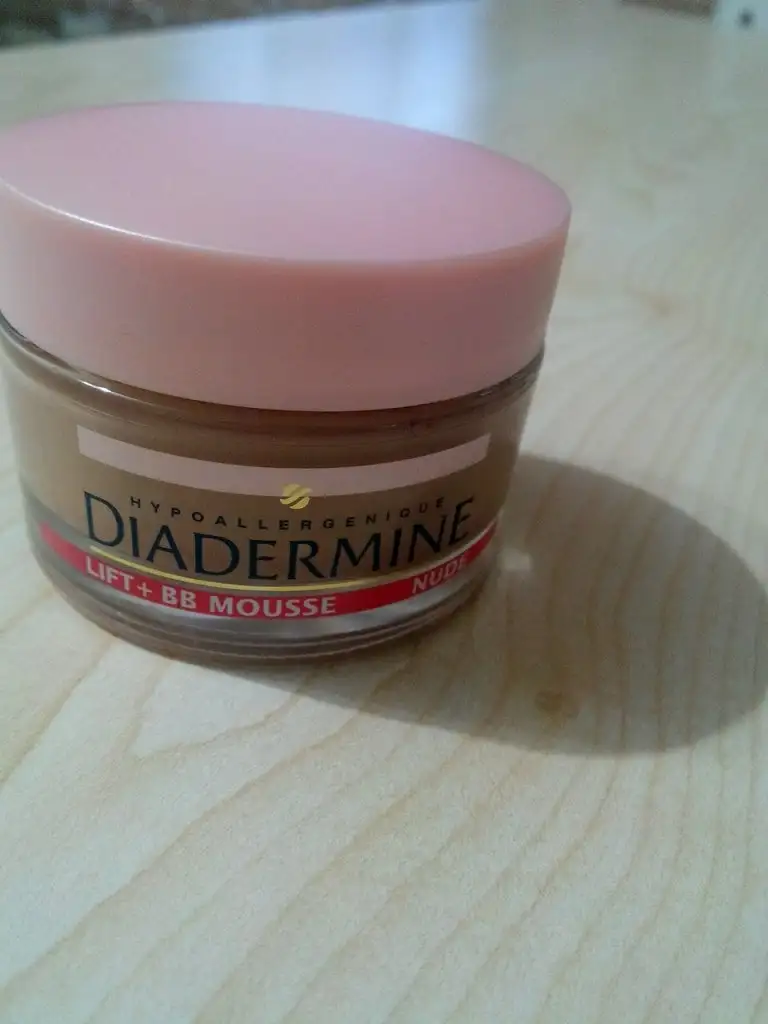 HYPOALLERGENIQUE
DIADERMINE
LIFT+ BB MOUSSE NUDE